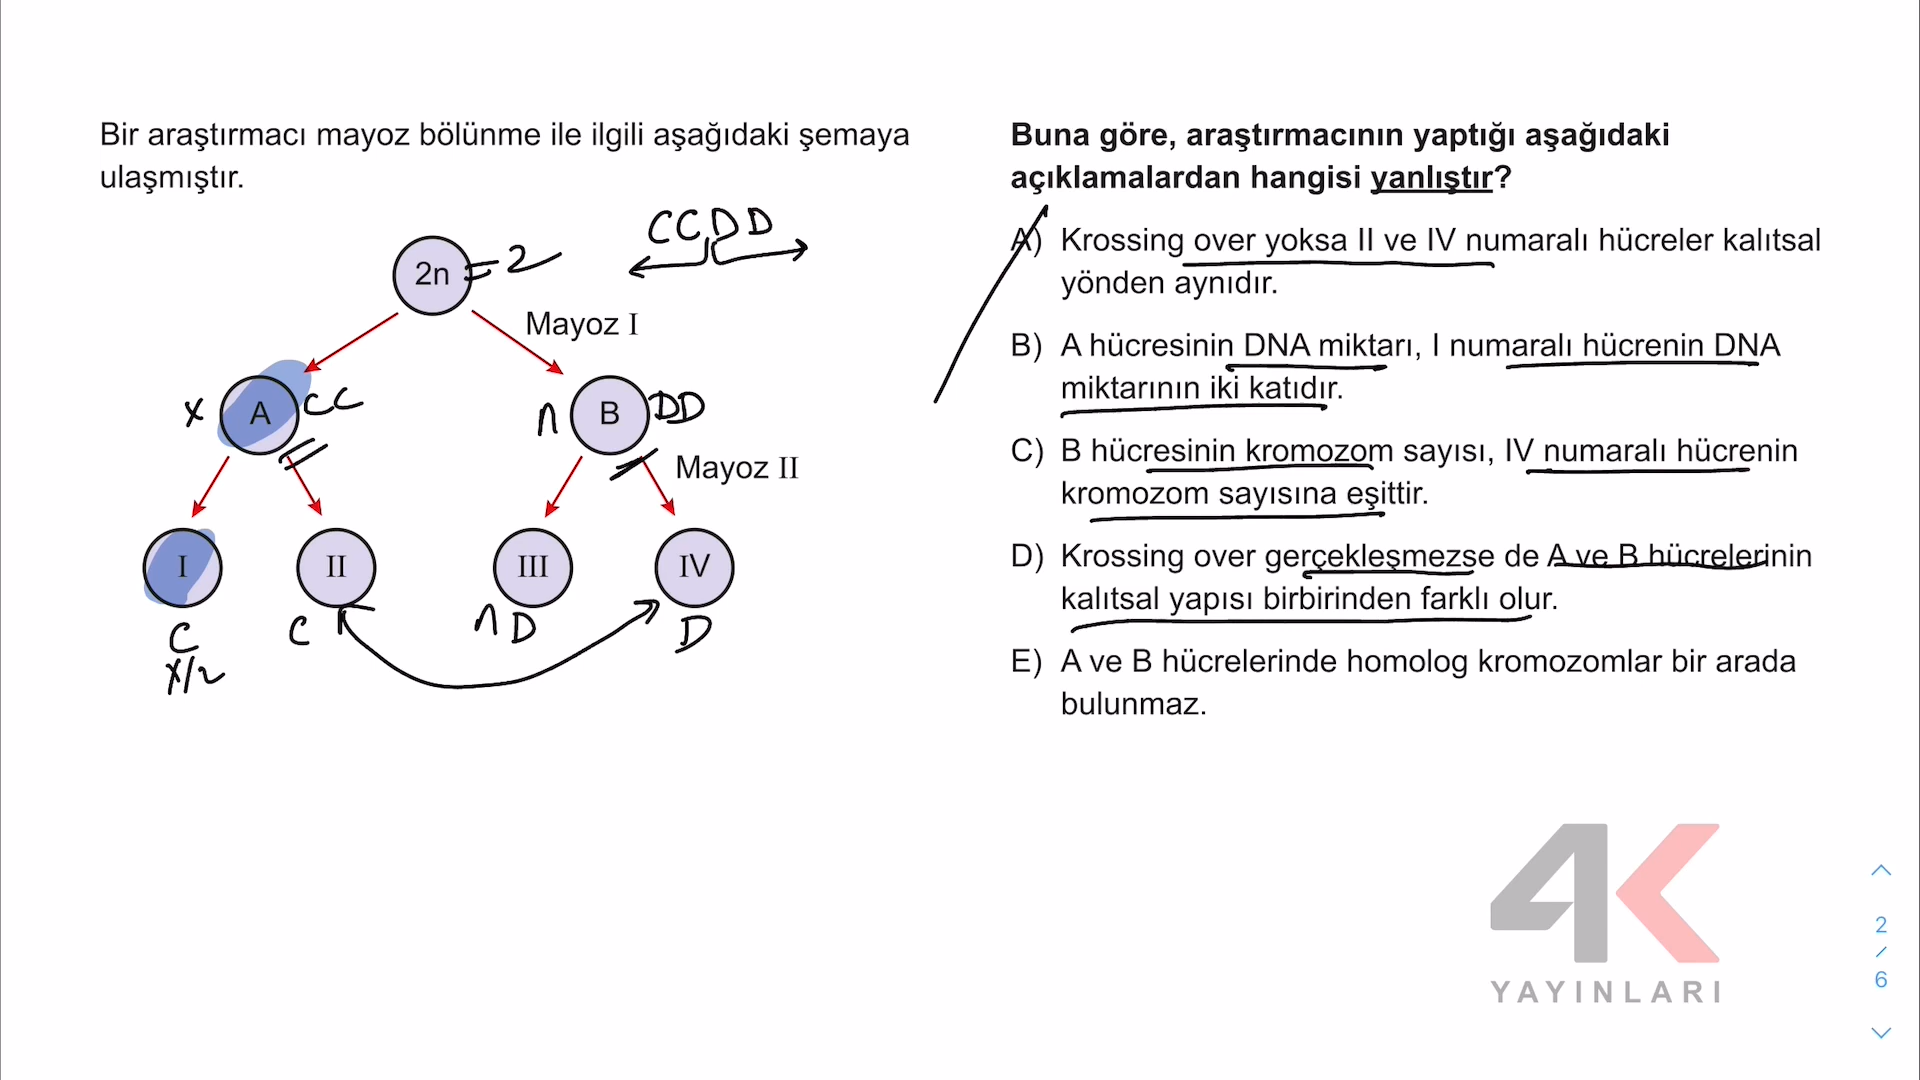 Bir araştırmacı mayoz bölünme ile ilgili aşağıdaki şemaya
ulaşmıştır.
CCDD
2n = 2
Mayoz I
x A CC
n B DD
Mayoz II
I
II
III
IV
C
C
n D
D
x/2
Buna göre, araştırmacının yaptığı aşağıdaki
açıklamalardan hangisi yanlıştır?
A) Krossing over yoksa II ve IV numaralı hücreler kalıtsal
yönden aynıdır.
B) A hücresinin DNA miktarı, I numaralı hücrenin DNA
miktarının iki katıdır.
C) B hücresinin kromozom sayısı, IV numaralı hücrenin
kromozom sayısına eşittir.
D) Krossing over gerçekleşmezse de A ve B hücrelerinin
kalıtsal yapısı birbirinden farklı olur.
E) A ve B hücrelerinde homolog kromozomlar bir arada
bulunmaz.
4K
YAYINLARI
2
/
6